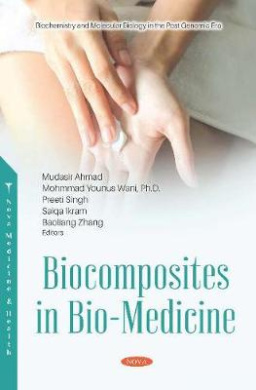 Biochemistry and Molecular Biology in the Post Genomic Era
Mudasir Ahmad
Mohmmad Younus Wani, Ph.D.
Preeti Singh
Saiqa Ikram
Baoliang Zhang
Editors
Nova Medicine & Health
Biocomposites
in Bio-Medicine
NOVA